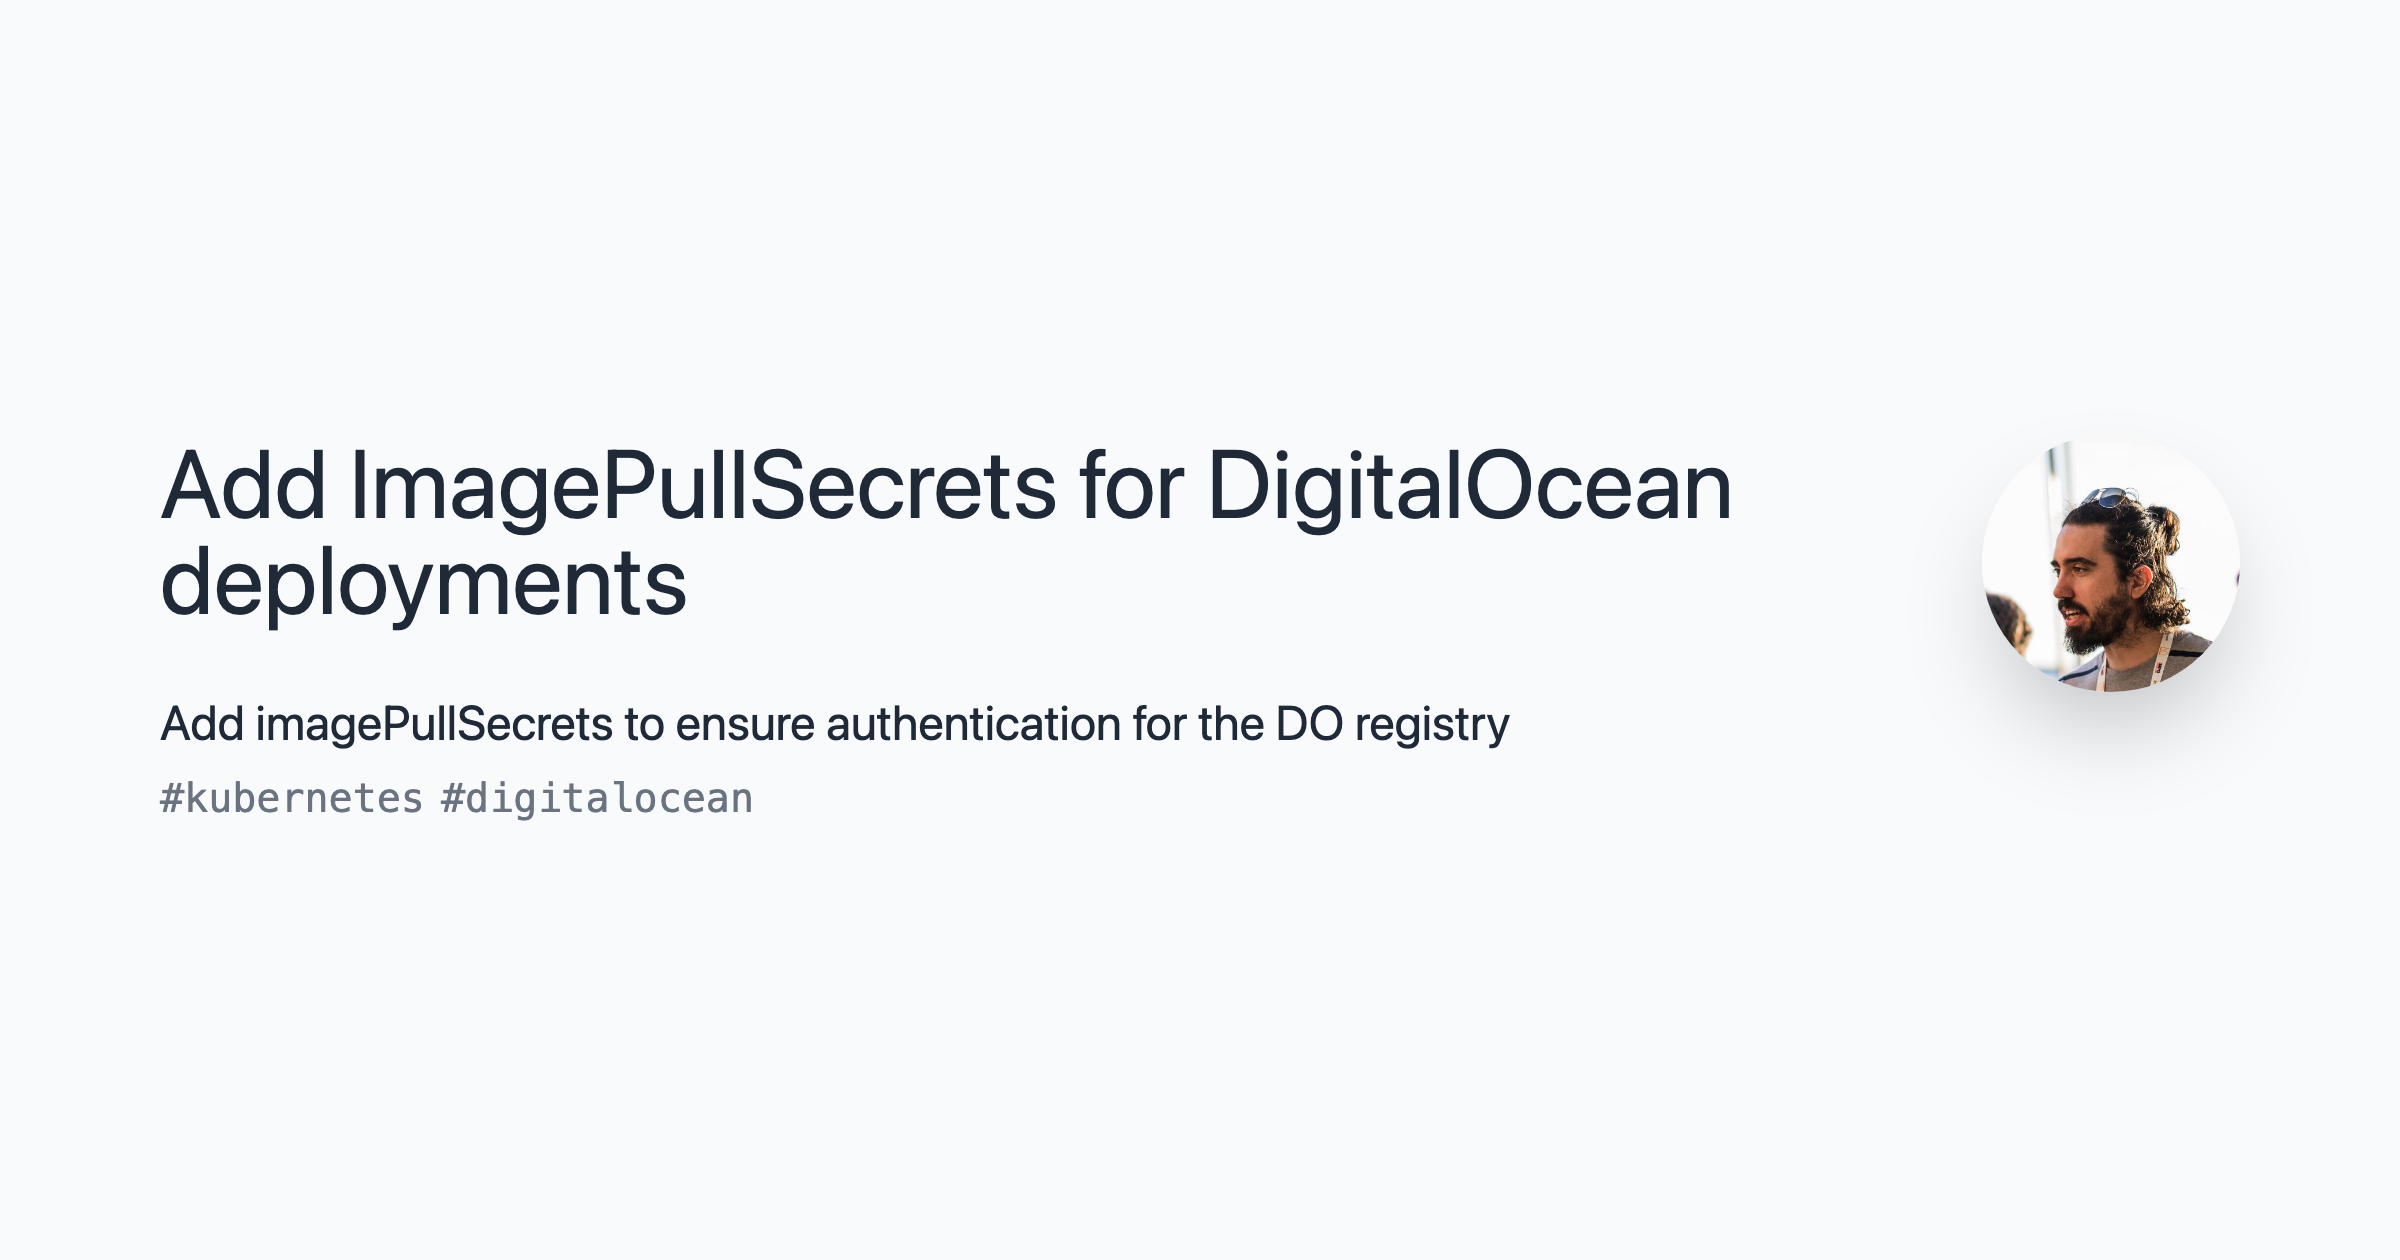 Add ImagePullSecrets for DigitalOcean
deployments
Add imagePullSecrets to ensure authentication for the DO registry
#kubernetes #digitalocean